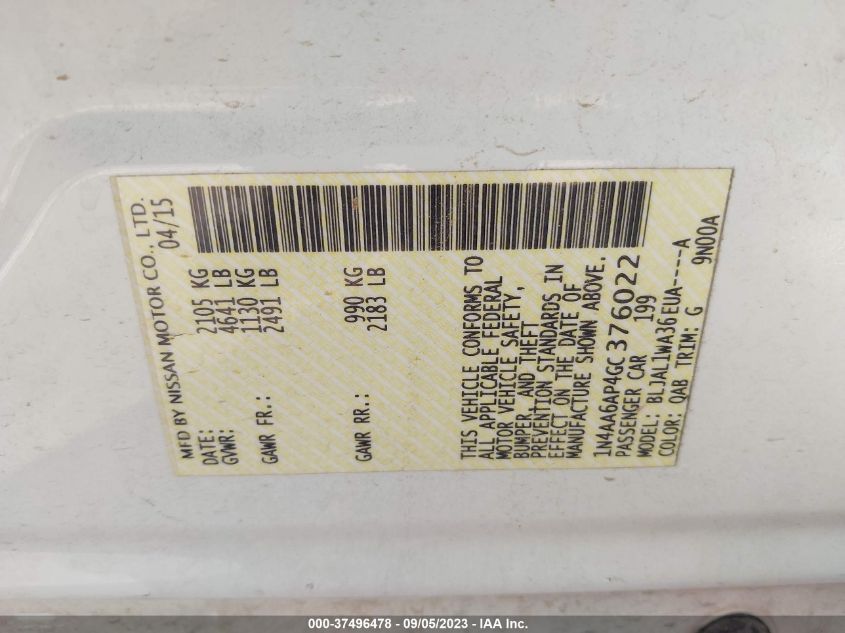 MFD BY NISSAN MOTOR CO., LTD.
DATE: 04/15
GVWR: 2105 KG
4641 LB
GAWR FR.: 1130 KG
2491 LB
GAWR RR.: 990 KG
2183 LB
THIS VEHICLE CONFORMS TO
ALL APPLICABLE FEDERAL
MOTOR VEHICLE SAFETY,
BUMPER, AND THEFT
PREVENTION STANDARDS IN
EFFECT ON THE DATE OF
MANUFACTURE SHOWN ABOVE.
1N4AA6AP4GC376022
PASSENGER CAR 199
MODEL: BLJAL1WA36EUA----A
COLOR: QAB TRIM: G 9N00A
000-37496478 - 09/05/2023 - IAA Inc.